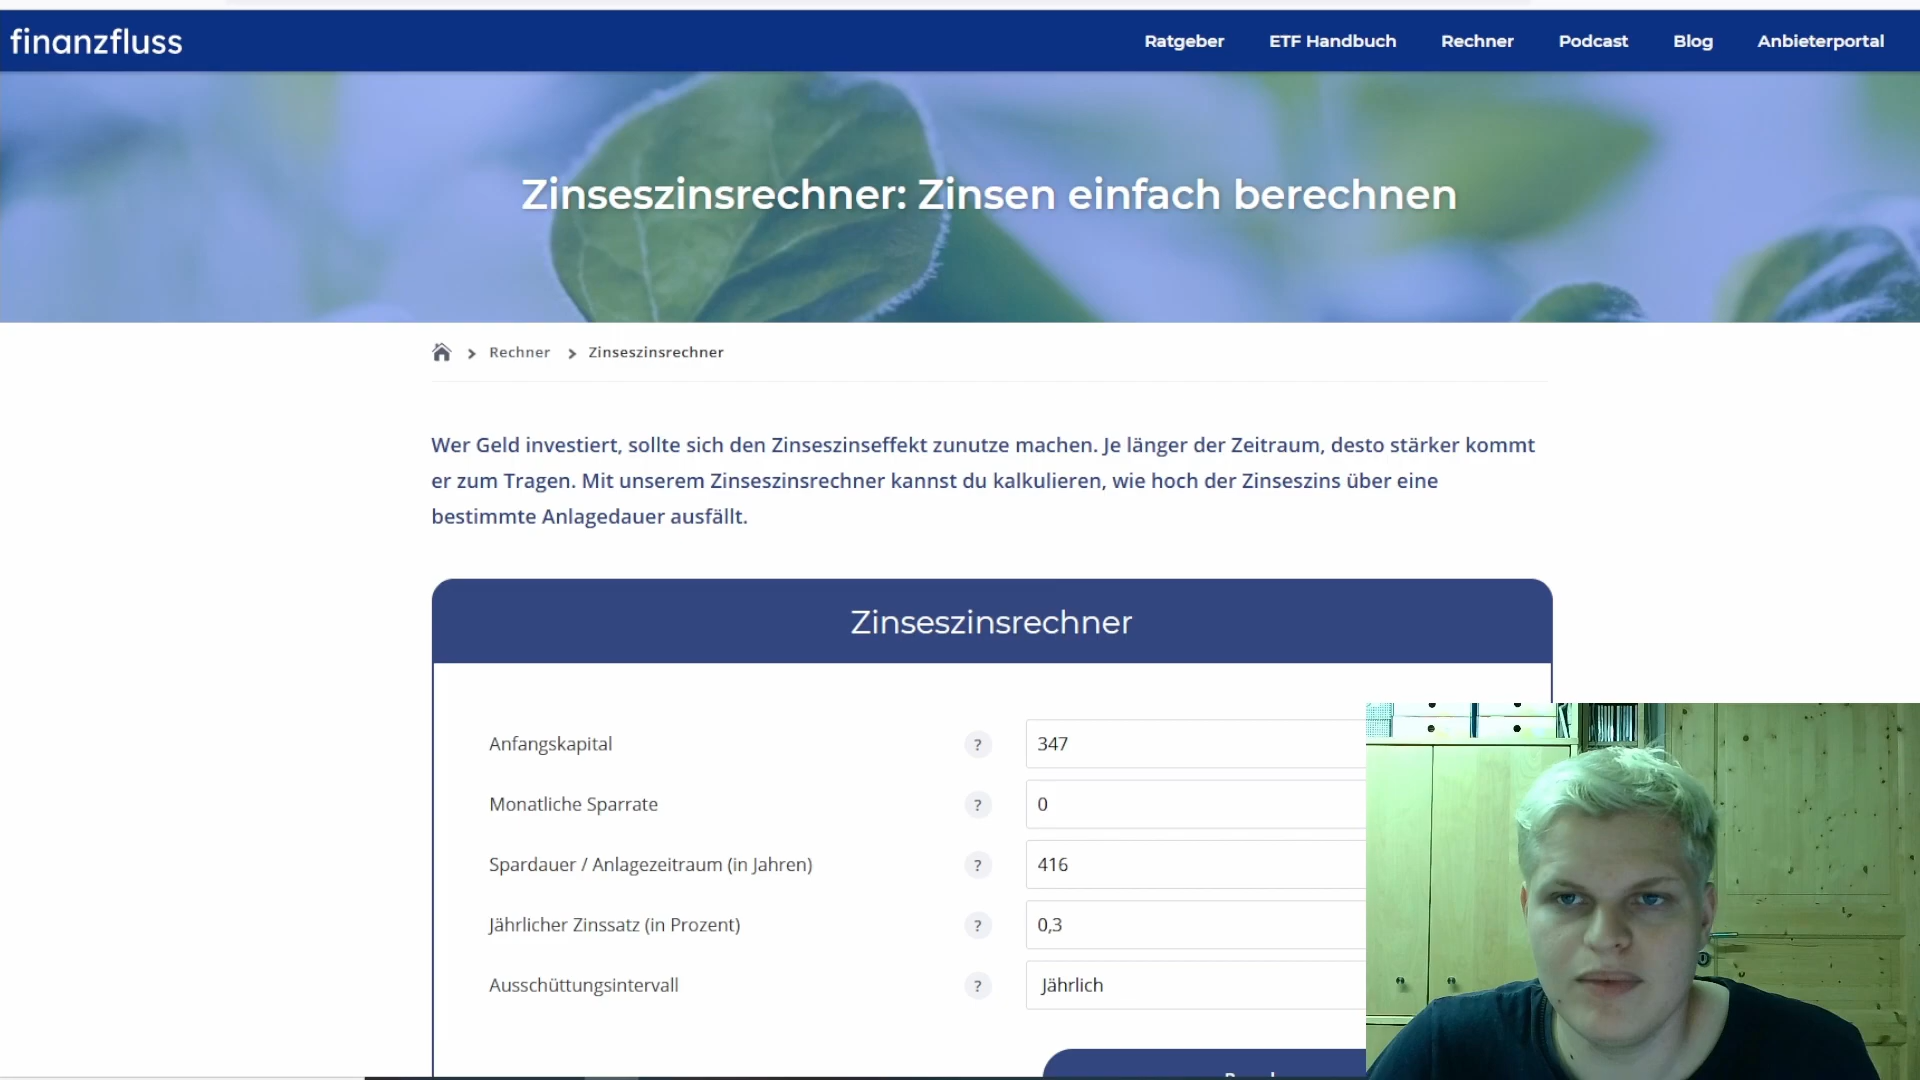 finanzfluss
Ratgeber
ETF Handbuch
Rechner
Podcast
Blog
Anbieterportal
Zinseszinsrechner: Zinsen einfach berechnen
Rechner
Zinseszinsrechner
Wer Geld investiert, sollte sich den Zinseszinseffekt zunutze machen. Je länger der Zeitraum, desto stärker kommt
er zum Tragen. Mit unserem Zinseszinsrechner kannst du kalkulieren, wie hoch der Zinseszins über eine
bestimmte Anlagedauer ausfällt.
Zinseszinsrechner
Anfangskapital ? 347
Monatliche Sparrate ? 0
Spardauer / Anlagezeitraum (in Jahren) ? 416
Jährlicher Zinssatz (in Prozent) ? 0,3
Ausschüttungsintervall ? Jährlich